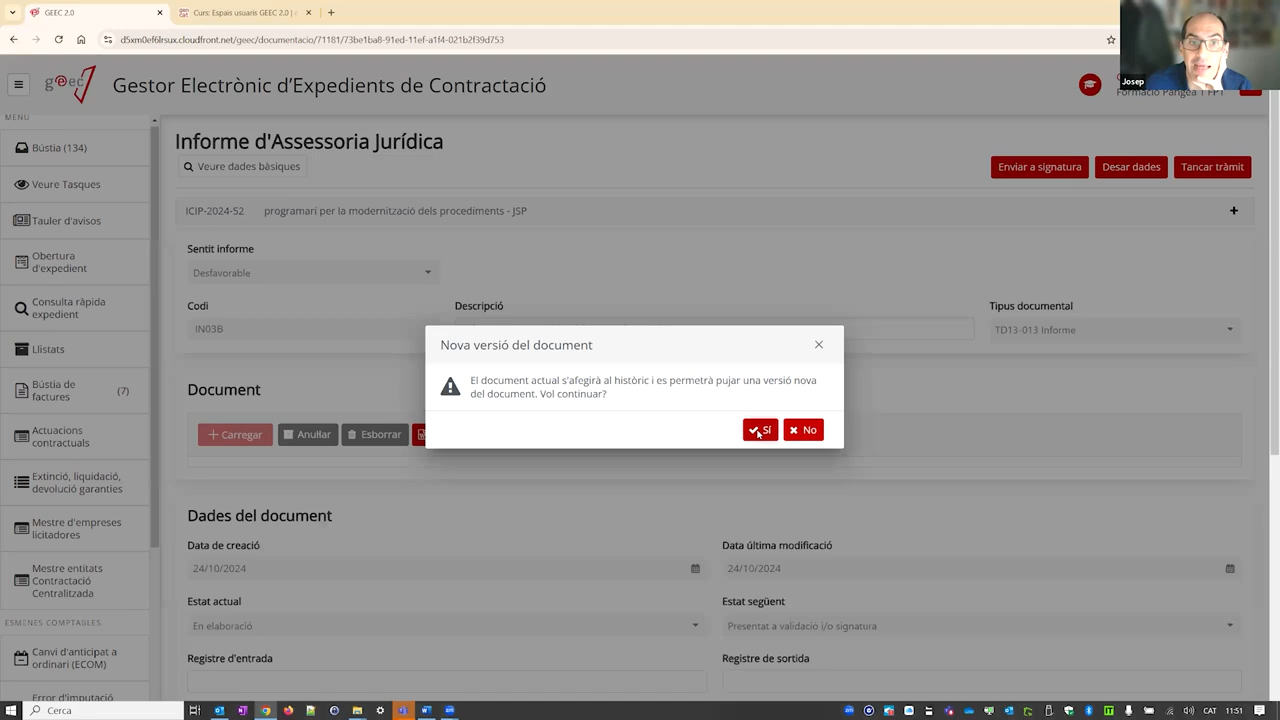 GEEC 2.0
Curs: Espais usuaris GEEC 2.0 | e
d5xm0ef6lrsux.cloudfront.net/geec/documentacio/71181/73be1ba8-91ed-11ef-a1f4-021b2f39d753
Josep
geec
Gestor Electrònic d'Expedients de Contractació
Formació Pangea 1 FPT
MENÚ
Bústia (134)
Veure Tasques
Tauler d'avisos
Obertura
d'expedient
Consulta ràpida
expedient
Llistats
Bústia de
factures
(7)
Actuacions
contractuals
Extinció, liquidació,
devolució garanties
Mestre d'empreses
licitadores
Mestre entitats
Contractació
Centralitzada
ESMENES COMPTABLES
Canvi d'anticipat a
ordinari (ECOM)
Error d'imputació
Informe d'Assessoria Jurídica
Veure dades bàsiques
Enviar a signatura
Desar dades
Tancar tràmit
ICIP-2024-52 programari per la modernització dels procediments - JSP
Sentit informe
Desfavorable
Codi
Descripció
Tipus documental
IN03B
TD13-013 Informe
Nova versió del document
El document actual s'afegirà al històric i es permetrà pujar una versió nova
del document. Vol continuar?
Sí
No
Document
Carregar
Anul·lar
Esborrar
Dades del document
Data de creació
Data última modificació
24/10/2024
24/10/2024
Estat actual
Estat següent
En elaboració
Presentat a validació i/o signatura
Registre d'entrada
Registre de sortida
Cerca
CAT
11:51